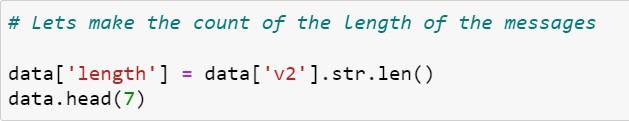 # Lets make the count of the length of the messages
data['length'] = data['v2'].str.len()
data.head(7)